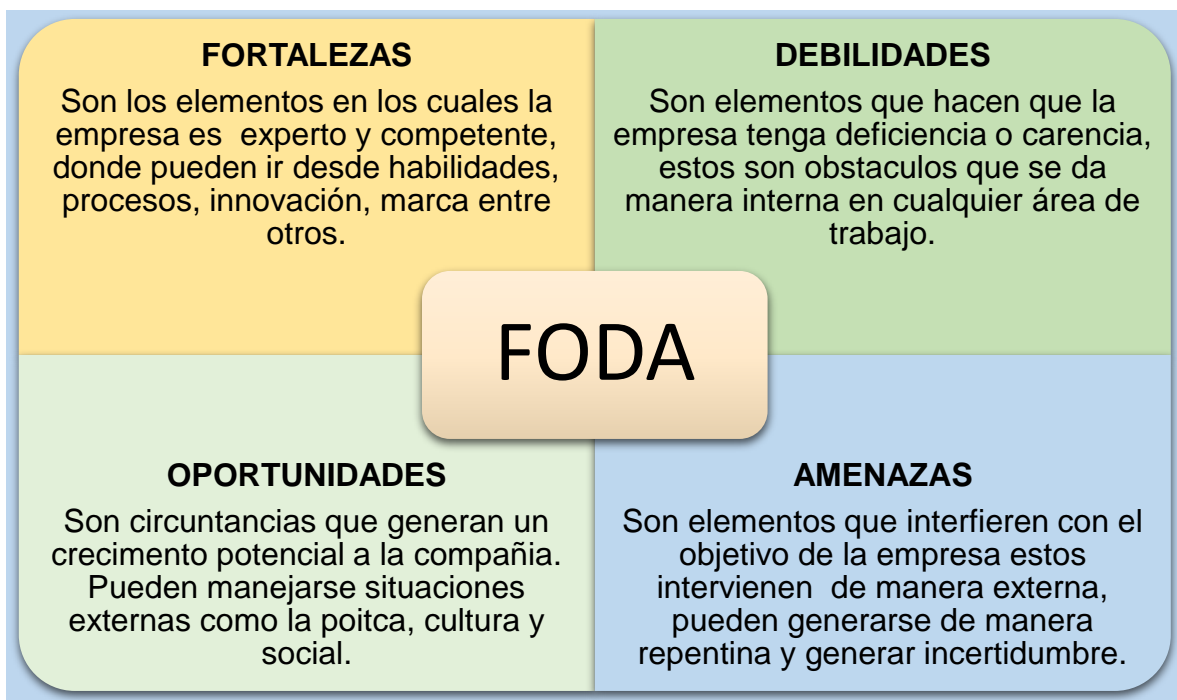 FORTALEZAS
Son los elementos en los cuales la
empresa es  experto y competente,
donde pueden ir desde habilidades,
procesos, innovación, marca entre
otros.
DEBILIDADES
Son elementos que hacen que la
empresa tenga deficiencia o carencia,
estos son obstaculos que se da
manera interna en cualquier área de
trabajo.
FODA
OPORTUNIDADES
Son circuntancias que generan un
crecimento potencial a la compañia.
Pueden manejarse situaciones
externas como la poitca, cultura y
social.
AMENAZAS
Son elementos que interfieren con el
objetivo de la empresa estos
intervienen  de manera externa,
pueden generarse de manera
repentina y generar incertidumbre.